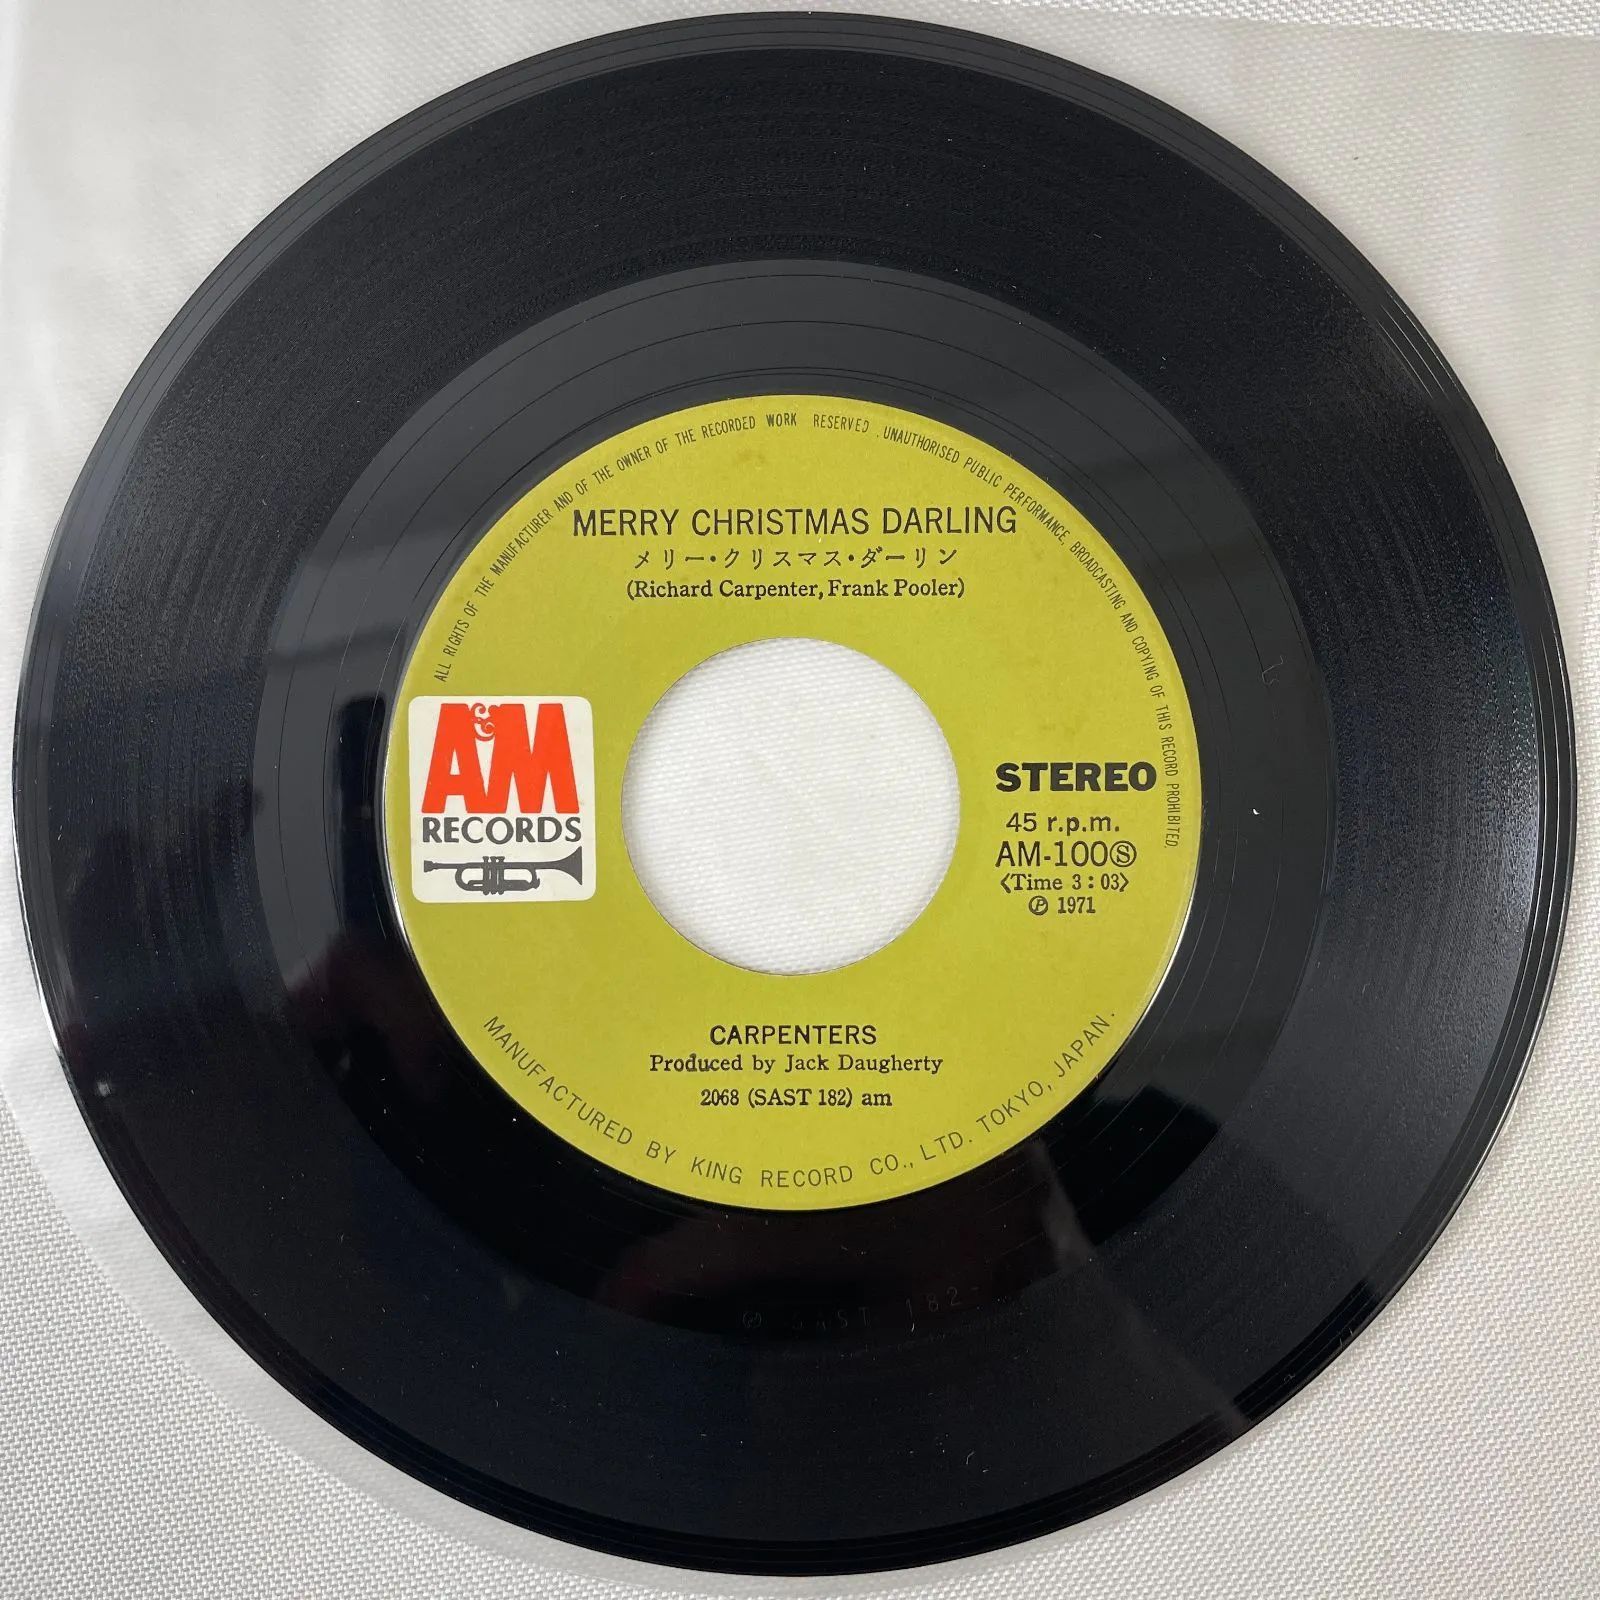 ALL RIGHTS OF THE MANUFACTURER AND OF THE OWNER OF THE RECORDED WORK RESERVED. UNAUTHORISED PUBLIC PERFORMANCE, BROADCASTING AND COPYING OF THIS RECORD PROHIBITED.
MERRY CHRISTMAS DARLING
メリー・クリスマス・ダーリン
(Richard Carpenter, Frank Pooler)
A&M
RECORDS
STEREO
45 r.p.m.
AM-100Ⓢ
〈Time 3:03〉
℗ 1971
CARPENTERS
Produced by Jack Daugherty
2068 (SAST 182) am
MANUFACTURED BY KING RECORD CO., LTD. TOKYO, JAPAN.
SAST 182-